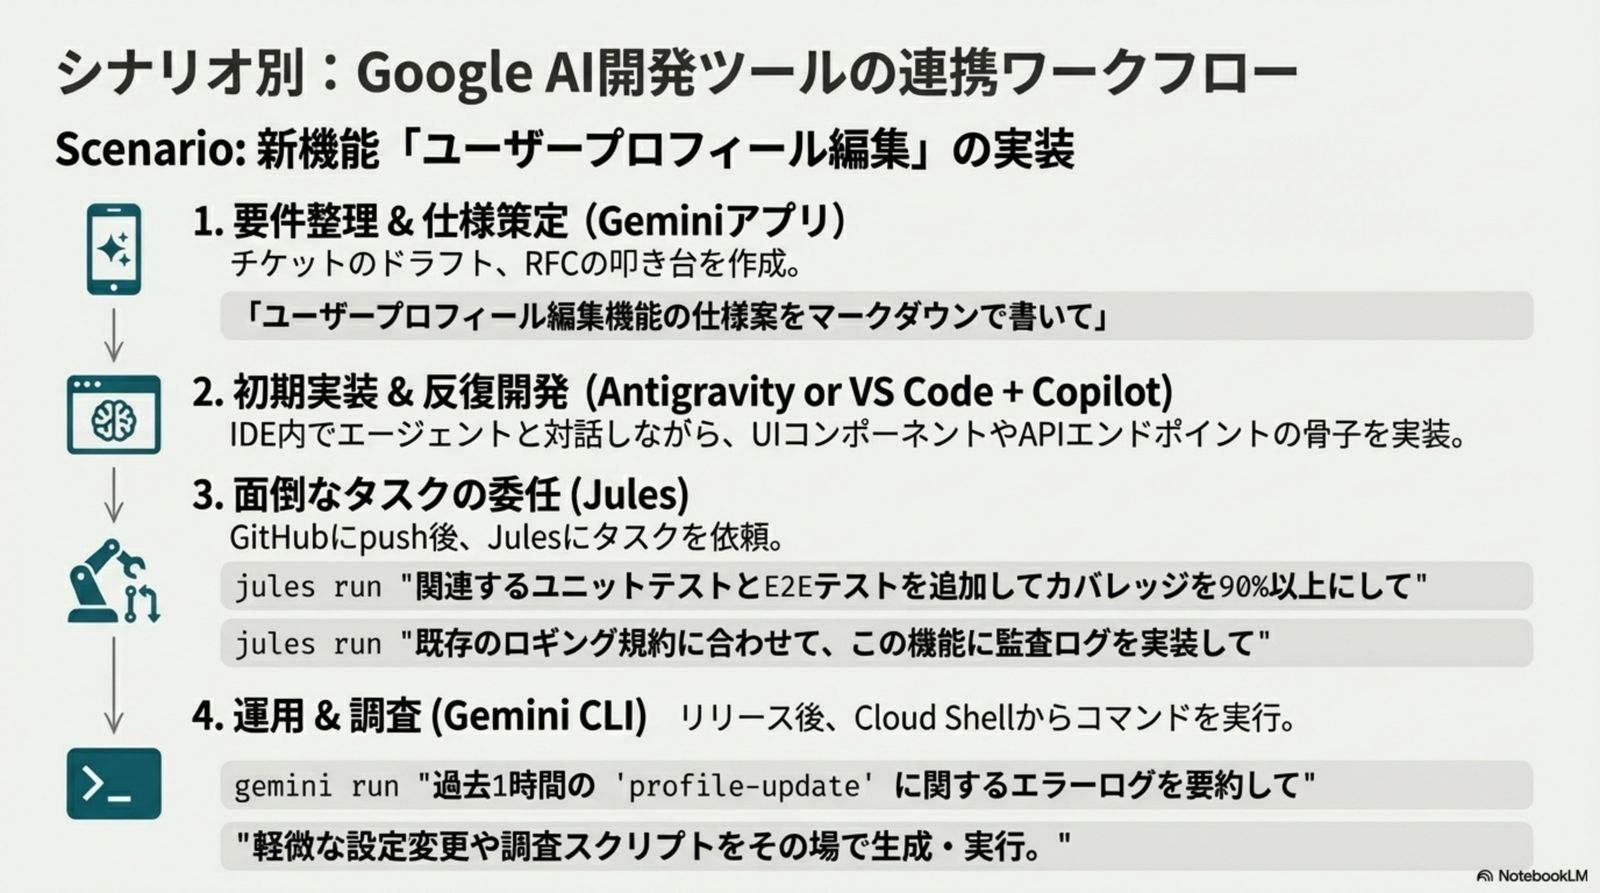 シナリオ別：Google AI開発ツールの連携ワークフロー
Scenario: 新機能「ユーザープロフィール編集」の実装
1. 要件整理 & 仕様策定（Geminiアプリ）
チケットのドラフト、RFCの叩き台を作成。
「ユーザープロフィール編集機能の仕様案をマークダウンで書いて」
2. 初期実装 & 反復開発（Antigravity or VS Code + Copilot)
IDE内でエージェントと対話しながら、UIコンポーネントやAPIエンドポイントの骨子を実装。
3. 面倒なタスクの委任 (Jules)
GitHubにpush後、Julesにタスクを依頼。
jules run "関連するユニットテストとE2Eテストを追加してカバレッジを90%以上にして"
jules run "既存のロギング規約に合わせて、この機能に監査ログを実装して"
4. 運用 & 調査 (Gemini CLI) リリース後、Cloud Shellからコマンドを実行。
gemini run "過去1時間の 'profile-update' に関するエラーログを要約して"
"軽微な設定変更や調査スクリプトをその場で生成・実行。"
NotebookLM